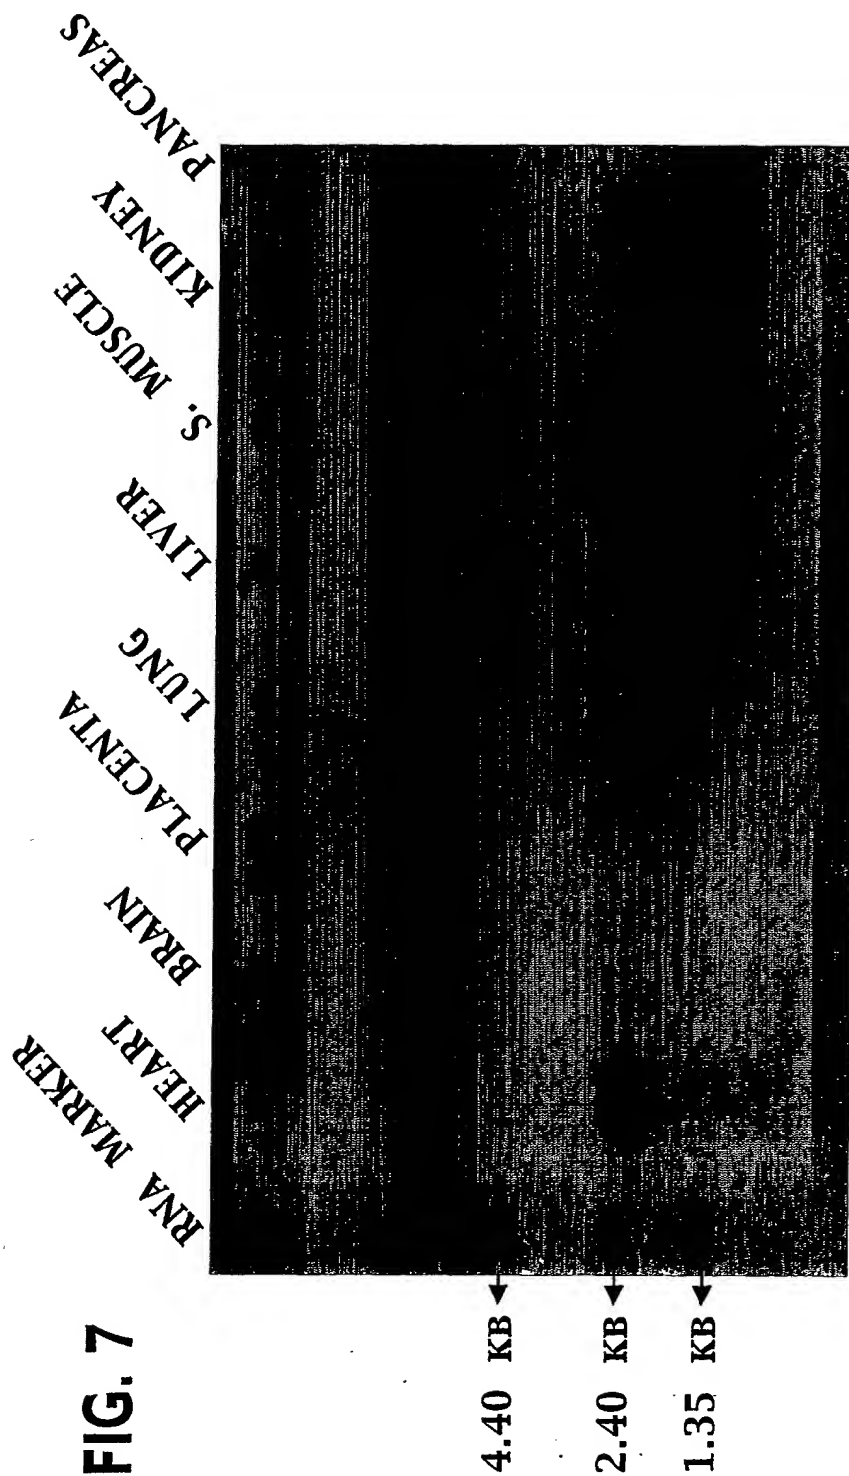 FIG. 7
RNA MARKER
HEART
BRAIN
PLACENTA
LUNG
LIVER
S. MUSCLE
KIDNEY
PANCREAS
4.40 KB
2.40 KB
1.35 KB